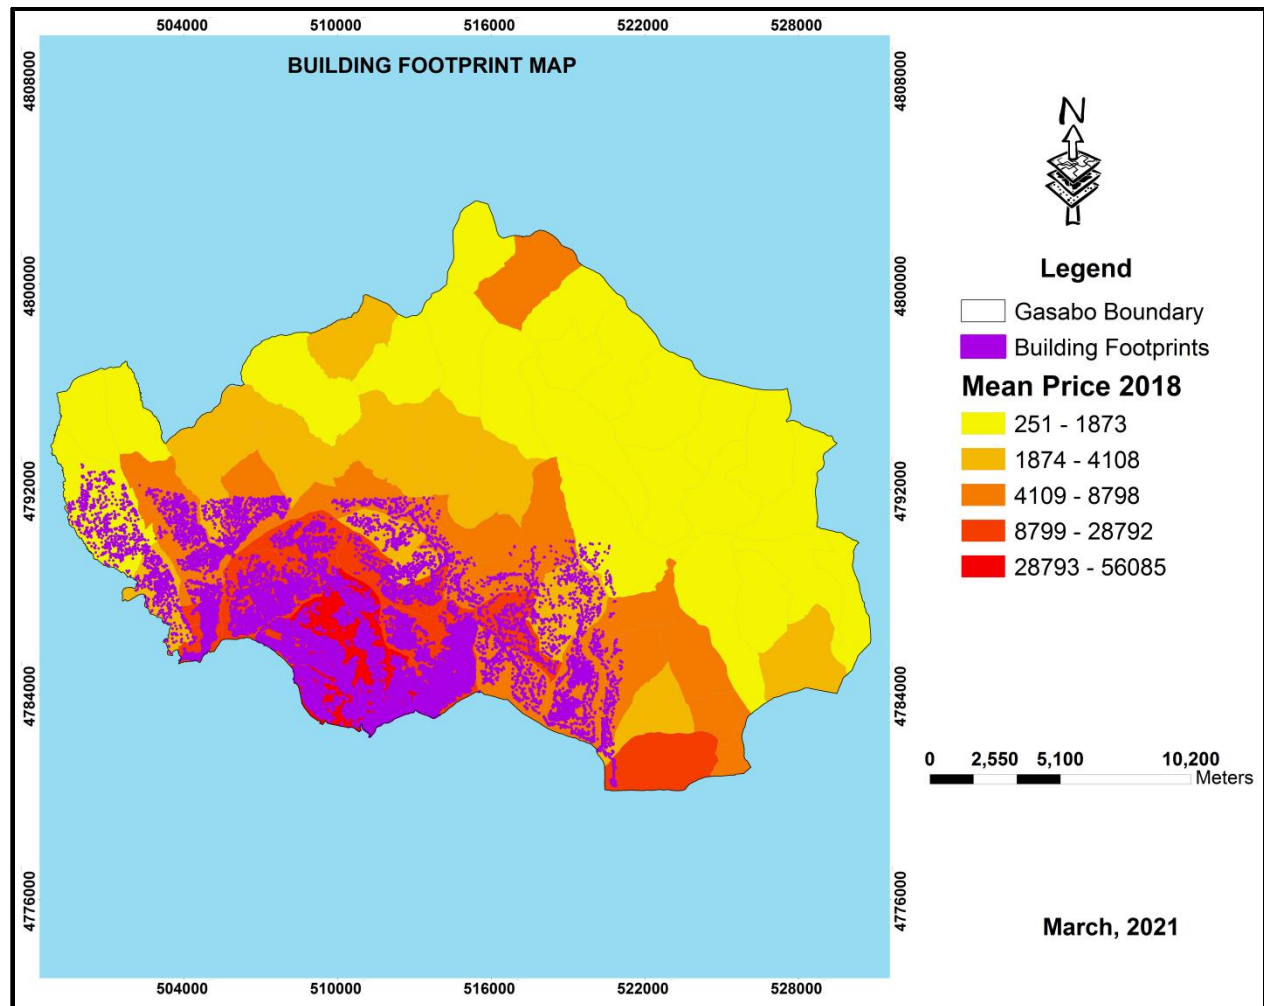 504000 510000 516000 522000 528000
BUILDING FOOTPRINT MAP
4808000 4808000
4800000 4800000
4792000 4792000
4784000 4784000
4776000 4776000
504000 510000 516000 522000 528000
N
Legend
Gasabo Boundary
Building Footprints
Mean Price 2018
251 - 1873
1874 - 4108
4109 - 8798
8799 - 28792
28793 - 56085
0 2,550 5,100 10,200
Meters
March, 2021